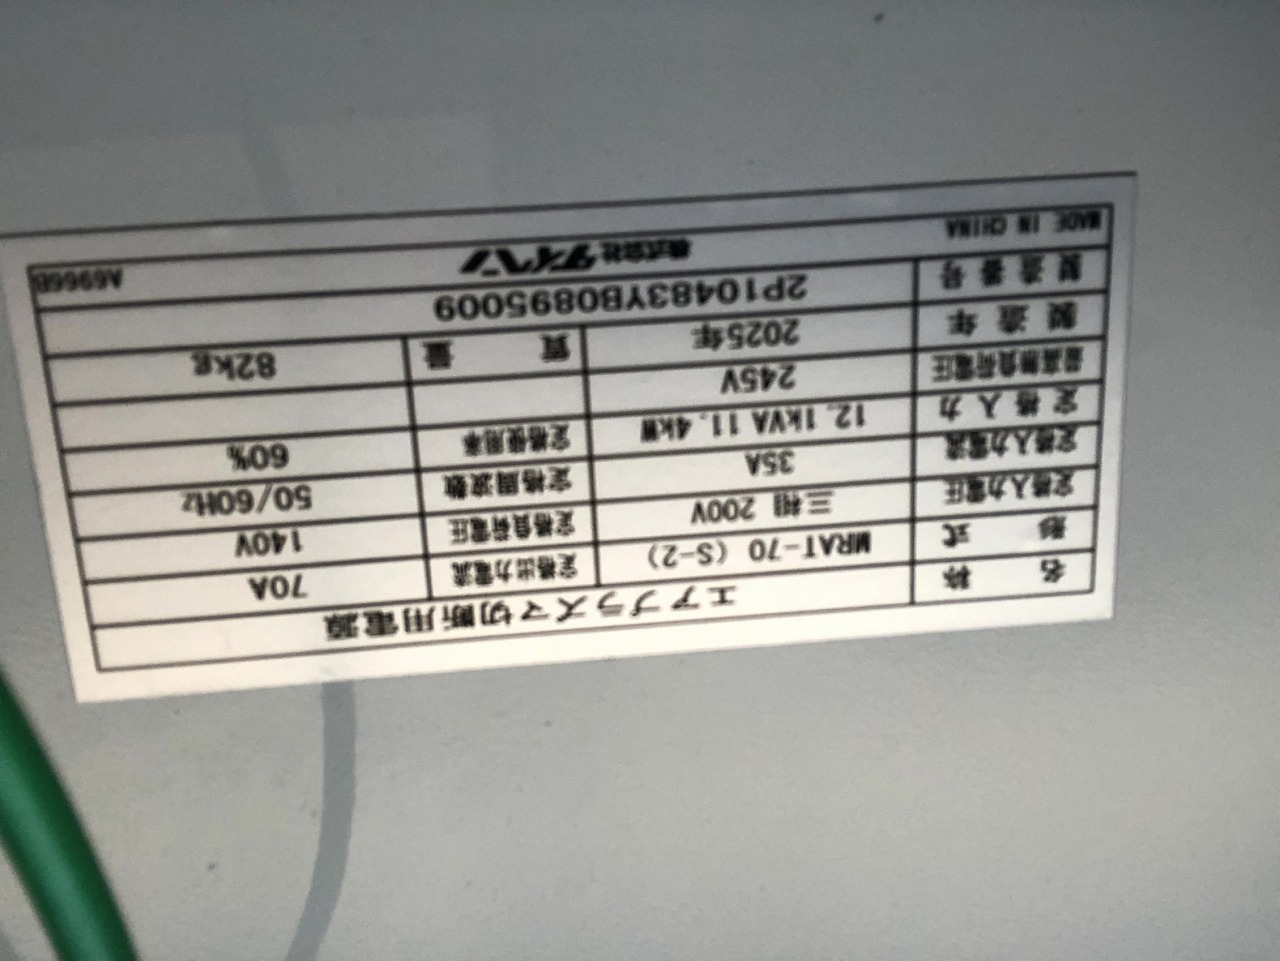 名 称 エアプラズマ切断用電源
形 式 MRAT-70 (S-2) 定格出力電流 70A
定格入力電圧 三相 200V 定格負荷電圧 140V
定格入力電流 35A 定格周波数 50/60Hz
定格入力 12.1kVA 11.4kW 定格使用率 60%
最高無負荷電圧 245V
製造年 2025年 質 量 82kg
製造番号 2P10483YB0895009
MADE IN CHINA 株式会社ダイヘン A6966B